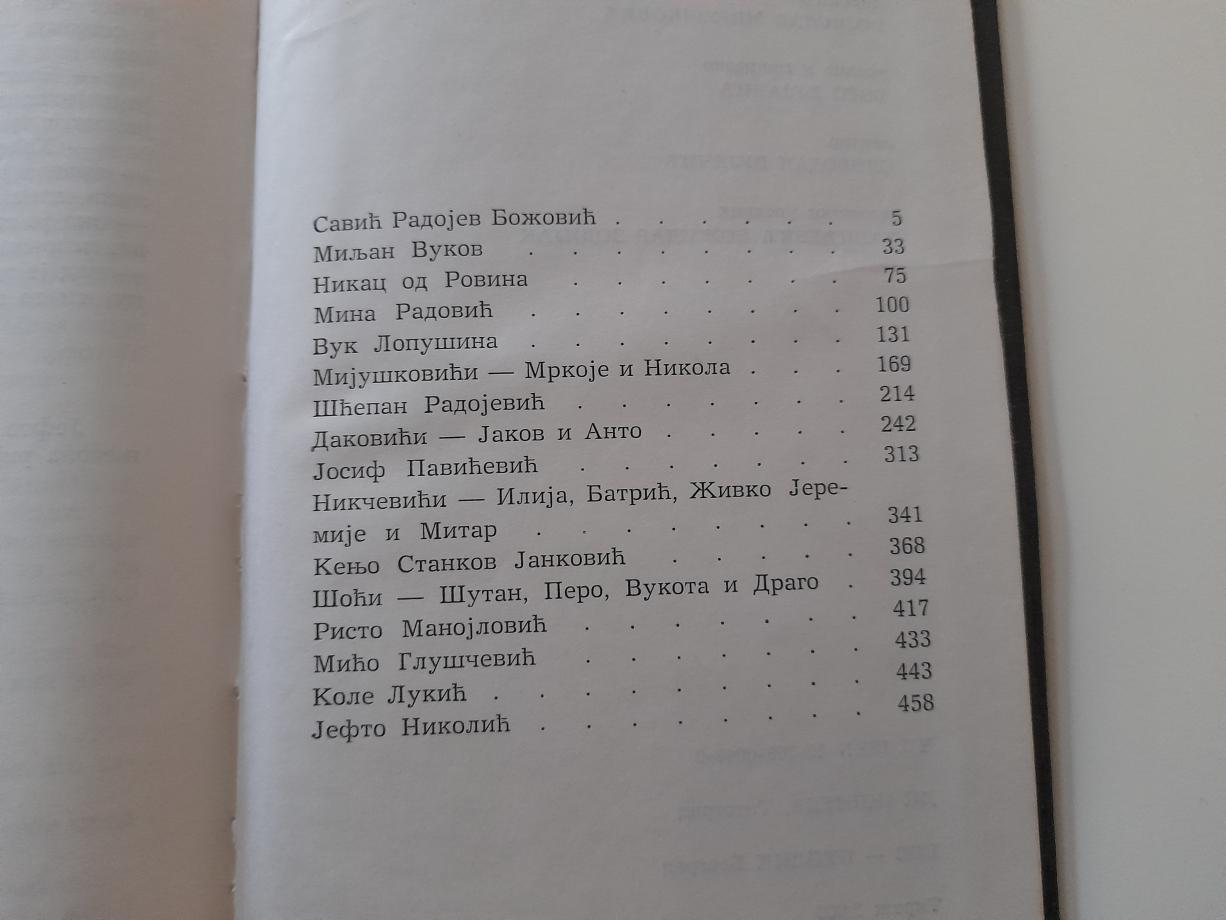 Савић Радојев Божовић . . . . . . 5
Миљан Вуков . . . . . . . . 33
Никац од Ровина . . . . . . . 75
Мина Радовић . . . . . . . . 100
Вук Лопушина . . . . . . . . 131
Мијушковићи — Мркоје и Никола . . . 169
Шћепан Радојевић . . . . . . . 214
Даковићи — Јаков и Анто . . . . . 242
Јосиф Павићевић . . . . . . . 313
Никчевићи — Илија, Батрић, Живко Јере-
мије и Митар . . . . . . . . 341
Кењо Станков Јанковић . . . . . 368
Шоћи — Шутан, Перо, Вукота и Драго . 394
Ристо Манојловић . . . . . . . 417
Мићо Глушчевић . . . . . . . 433
Коле Лукић . . . . . . . . . 443
Јефто Николић . . . . . . . . 458